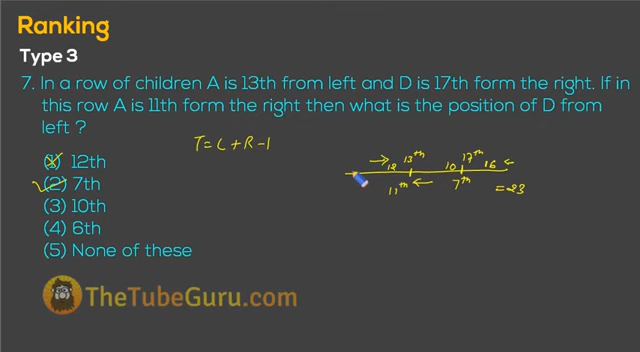 Ranking
Type 3
7. In a row of children A is 13th from left and D is 17th form the right. If in
this row A is 11th form the right then what is the position of D from
left ?
T = L + R - 1
(1) 12th
(2) 7th
(3) 10th
(4) 6th
(5) None of these
12 13th 10 17th 16
11th 7th = 23
TheTubeGuru.com